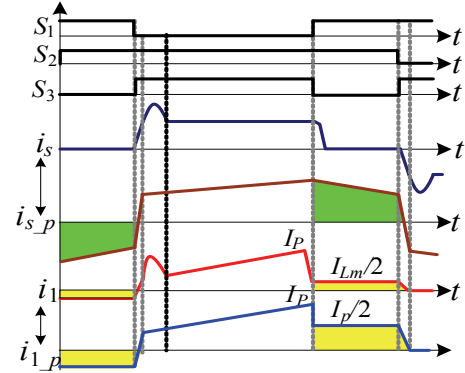 S1 t
S2 t
S3 t
is t
is_p t
i1 IP ILm/2 t
i1_p IP Ip/2 t